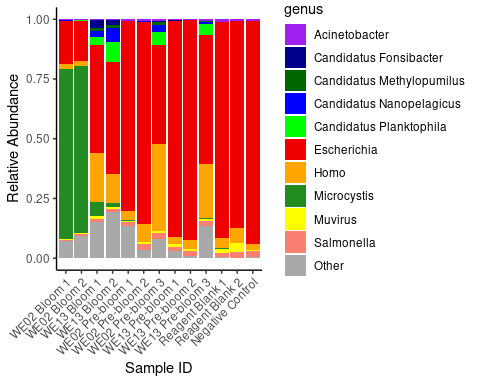 genus
Acinetobacter
Candidatus Fonsibacter
Candidatus Methylopumilus
Candidatus Nanopelagicus
Candidatus Planktophila
Escherichia
Homo
Microcystis
Muvirus
Salmonella
Other
Relative Abundance
1.00
0.75
0.50
0.25
0.00
WE02 Bloom 1
WE02 Bloom 2
WE13 Bloom 1
WE13 Bloom 2
WE02 Pre-bloom 1
WE02 Pre-bloom 2
WE02 Pre-bloom 3
WE13 Pre-bloom 1
WE13 Pre-bloom 2
WE13 Pre-bloom 3
Reagent Blank 1
Reagent Blank 2
Negative Control
Sample ID